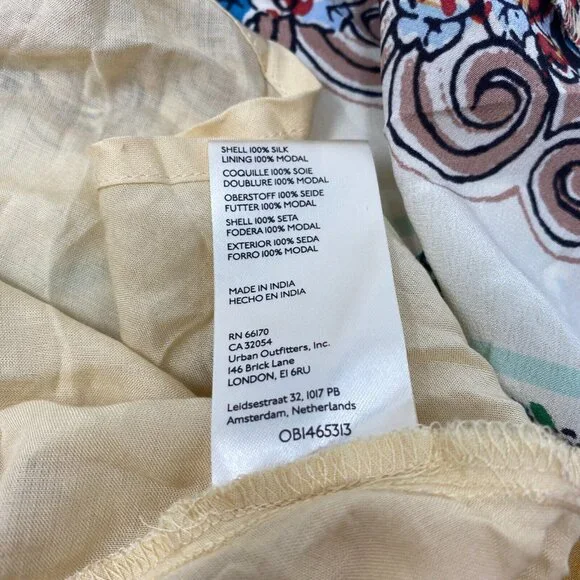 SHELL 100% SILK
LINING 100% MODAL
COQUILLE 100% SOIE
DOUBLURE 100% MODAL
OBERSTOFF 100% SEIDE
FUTTER 100% MODAL
SHELL 100% SETA
FODERA 100% MODAL
EXTERIOR 100% SEDA
FORRO 100% MODAL
MADE IN INDIA
HECHO EN INDIA
RN 66170
CA 32054
Urban Outfitters, Inc.
146 Brick Lane
LONDON, E1 6RU
Leidsestraat 32, 1017 PB
Amsterdam, Netherlands
OB1465313